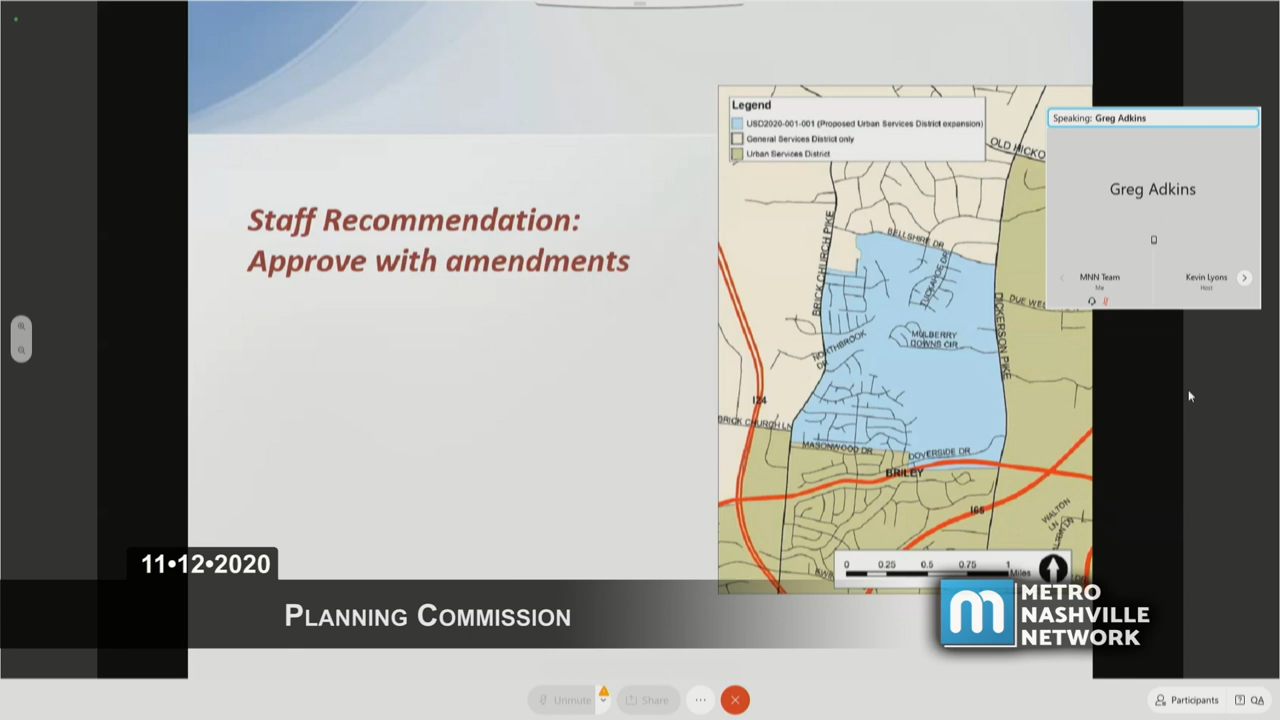 Legend
USD2020-001-001 (Proposed Urban Services District expansion)
General Services District only
Urban Services District
Speaking: Greg Adkins
Greg Adkins
MNN Team
Me
Kevin Lyons
Host
Staff Recommendation:
Approve with amendments
OLD HICKO
BRICK CHURCH PIKE
BELLSHIRE DR
DICKERSON PIKE
DUE WE
MULBERRY
DOWNS CIR
NORTHBROOK
DR
I24
BRICK CHURCH LN
MASONWOOD DR
DOVERSIDE DR
BRILEY
I65
WALTON
LN
0 0.25 0.5 0.75 1
Miles
11•12•2020
PLANNING COMMISSION
METRO
NASHVILLE
NETWORK
Unmute
Share
Participants
QA